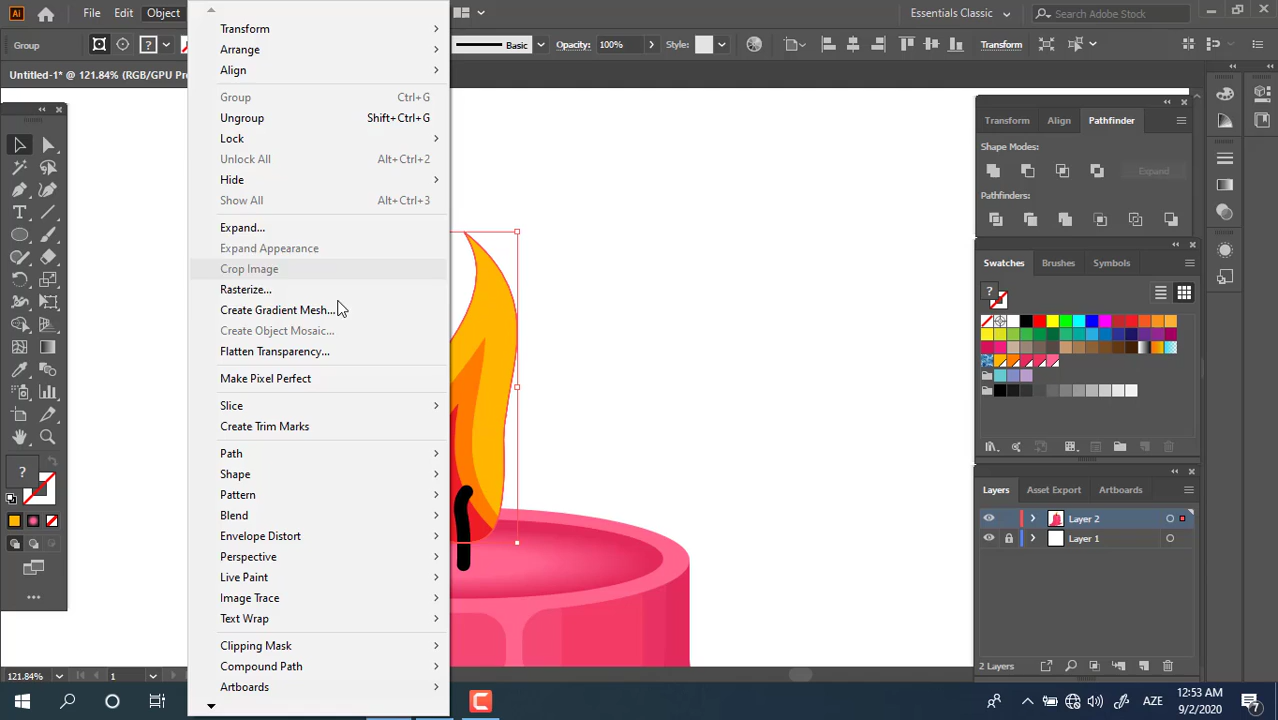 Ai
File
Edit
Object
Essentials Classic
Search Adobe Stock
Group
?
Basic
Opacity:
100%
Style:
Transform
Untitled-1* @ 121.84% (RGB/GPU Pre
Transform
Arrange
Align
Group Ctrl+G
Ungroup Shift+Ctrl+G
Lock
Unlock All Alt+Ctrl+2
Hide
Show All Alt+Ctrl+3
Expand...
Expand Appearance
Crop Image
Rasterize...
Create Gradient Mesh...
Create Object Mosaic...
Flatten Transparency...
Make Pixel Perfect
Slice
Create Trim Marks
Path
Shape
Pattern
Blend
Envelope Distort
Perspective
Live Paint
Image Trace
Text Wrap
Clipping Mask
Compound Path
Artboards
Transform
Align
Pathfinder
Shape Modes:
Expand
Pathfinders:
Swatches
Brushes
Symbols
?
Layers
Asset Export
Artboards
Layer 2
Layer 1
2 Layers
?
121.84%
1
AZE
12:53 AM
9/2/2020
7